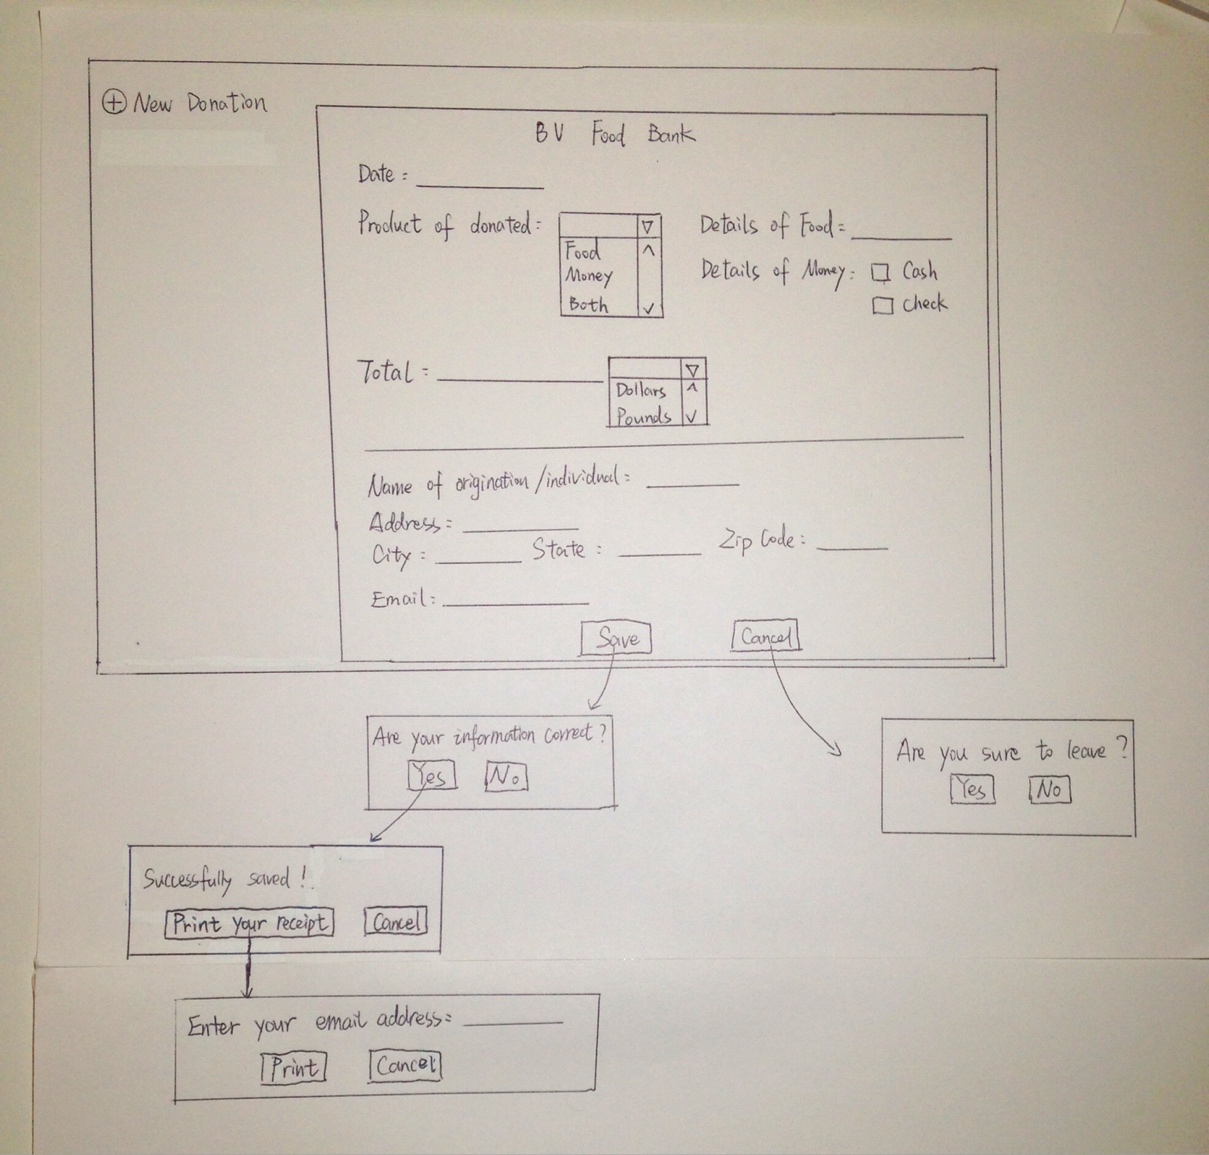 ⊕ New Donation
BV Food Bank
Date:
Product of donated:
Food
Money
Both
Details of Food:
Details of Money: Cash
Check
Total:
Dollars
Pounds
Name of origination/individual:
Address:
City: State: Zip Code:
Email:
Save Cancel
Are your information correct?
Yes No
Are you sure to leave?
Yes No
Successfully saved!
Print your receipt Cancel
Enter your email address:
Print Cancel